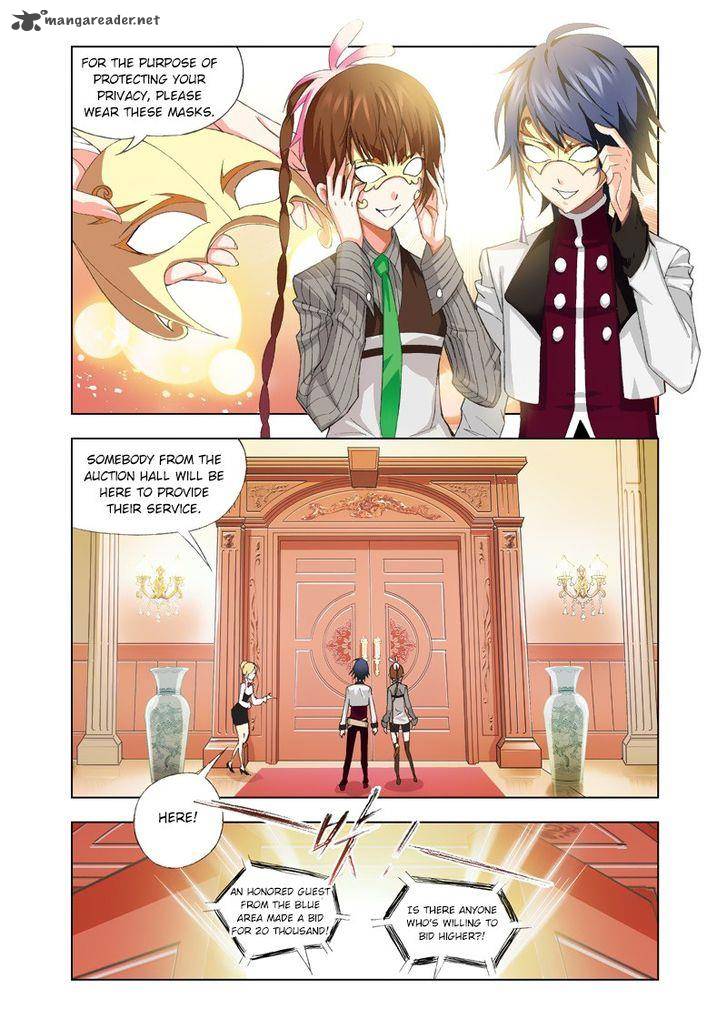 mangareader.net
FOR THE PURPOSE OF
PROTECTING YOUR
PRIVACY, PLEASE
WEAR THESE MASKS.
SOMEBODY FROM THE
AUCTION HALL WILL BE
HERE TO PROVIDE
THEIR SERVICE.
HERE!
AN HONORED GUEST
FROM THE BLUE
AREA MADE A BID
FOR 20 THOUSAND!
IS THERE ANYONE
WHO'S WILLING TO
BID HIGHER?!